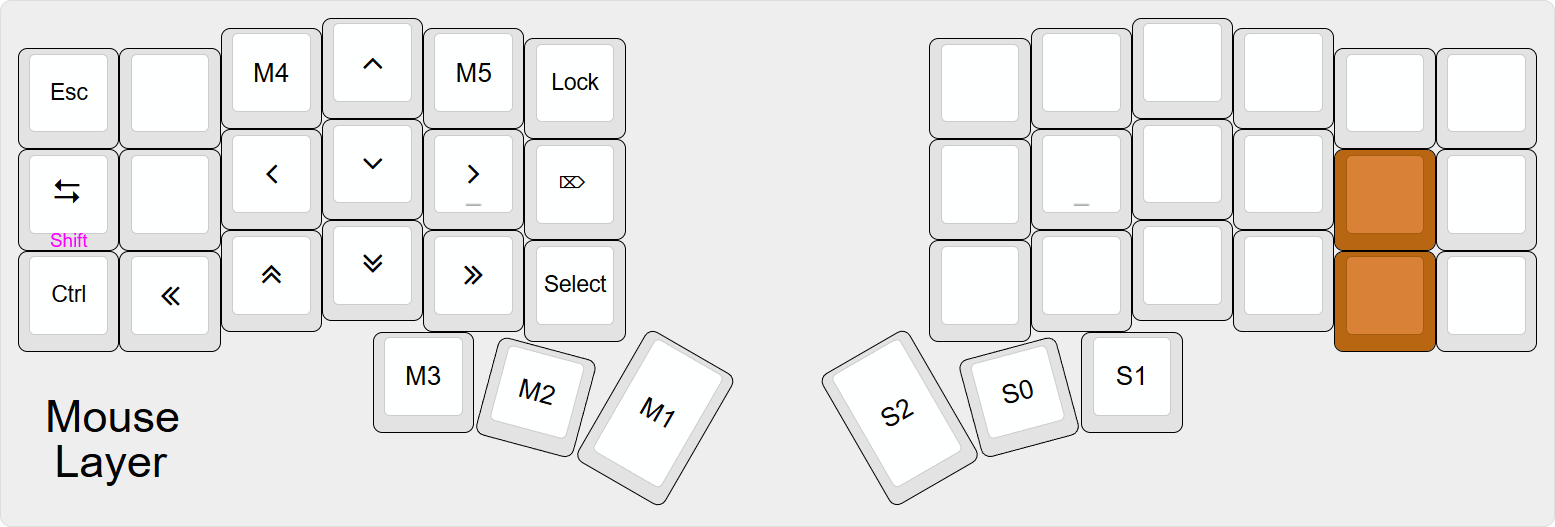 Esc M4 ^ M5 Lock
⇆ < ⌄ > ⌦
_ _
Shift
Ctrl « ︽ ︾ » Select
M3 M2 M1 S2 S0 S1
Mouse
Layer